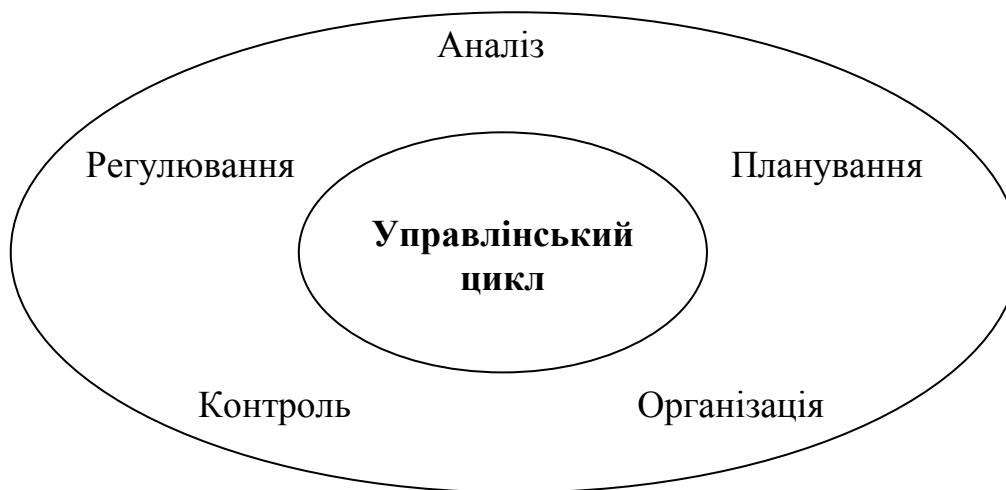 Аналіз
Регулювання
Планування
Управлінський
цикл
Контроль
Організація